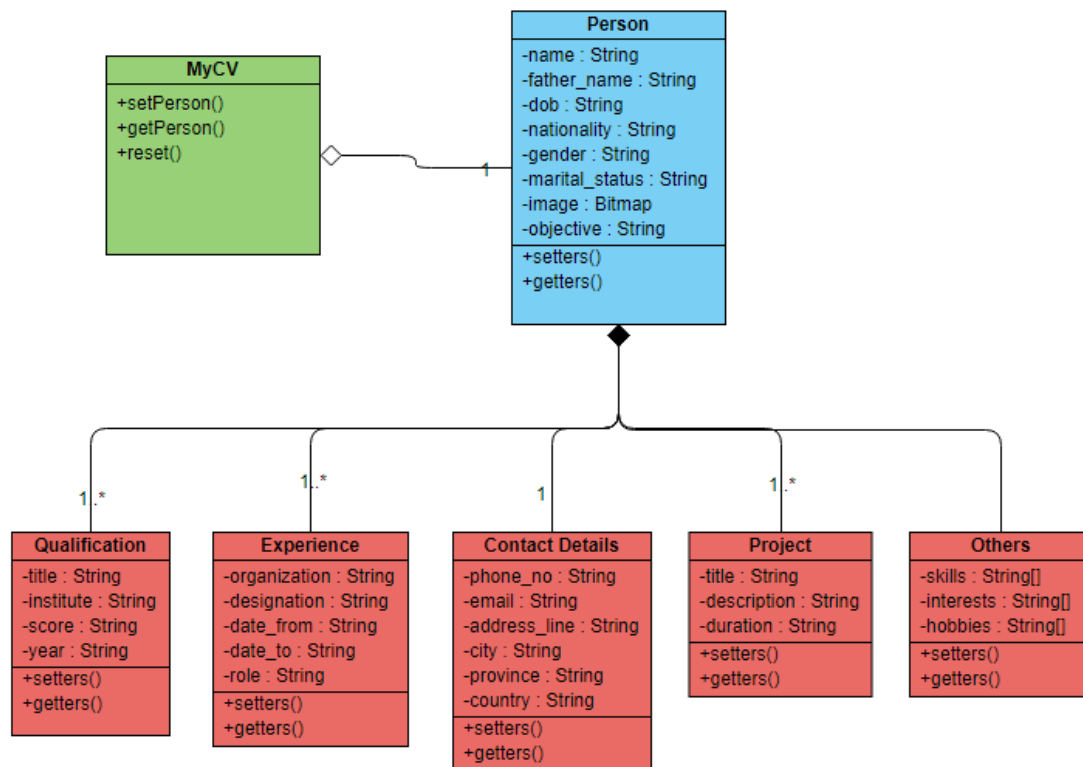 Person
-name : String
-father_name : String
-dob : String
-nationality : String
-gender : String
-marital_status : String
-image : Bitmap
-objective : String
+setters()
+getters()
MyCV
+setPerson()
+getPerson()
+reset()
1
1..*
1..*
1
1..*
Qualification
-title : String
-institute : String
-score : String
-year : String
+setters()
+getters()
Experience
-organization : String
-designation : String
-date_from : String
-date_to : String
-role : String
+setters()
+getters()
Contact Details
-phone_no : String
-email : String
-address_line : String
-city : String
-province : String
-country : String
+setters()
+getters()
Project
-title : String
-description : String
-duration : String
+setters()
+getters()
Others
-skills : String[]
-interests : String[]
-hobbies : String[]
+setters()
+getters()